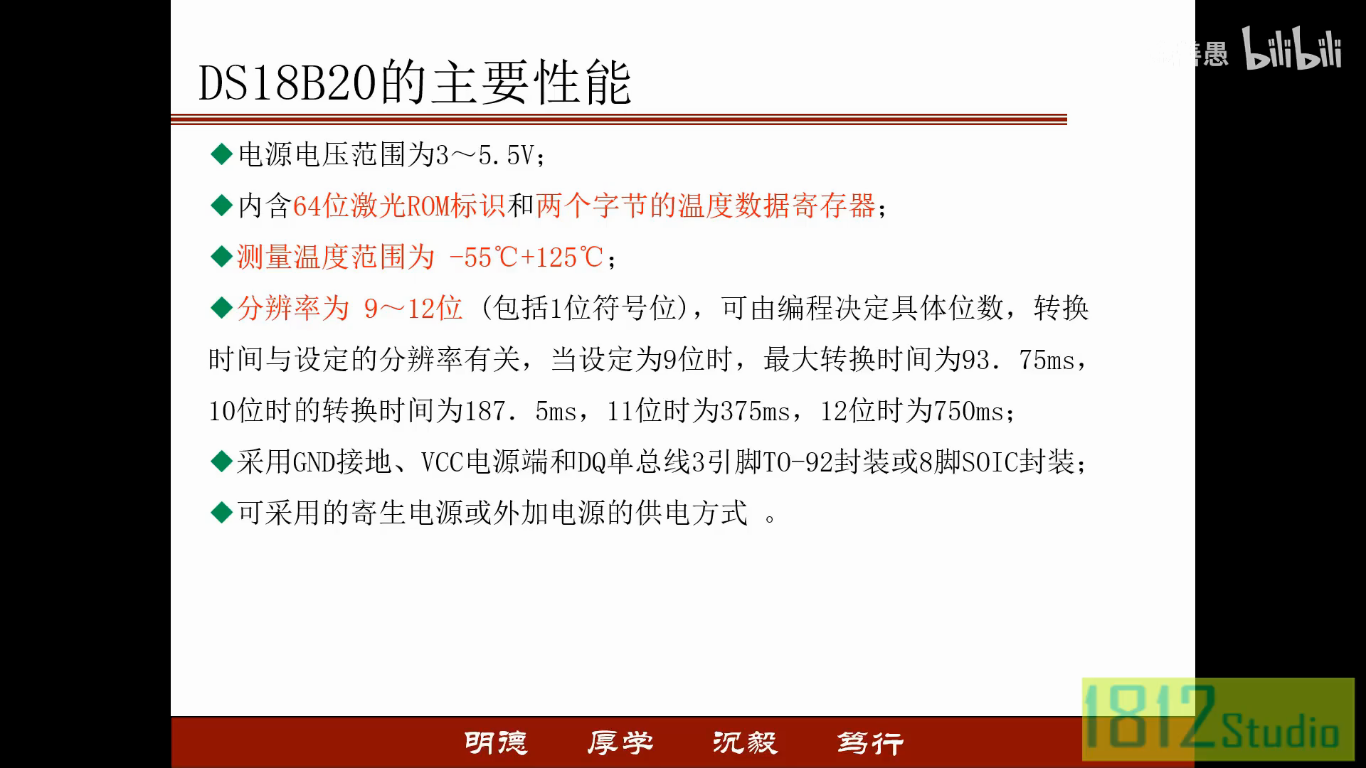 善愚 bilibili
DS18B20的主要性能
◆电源电压范围为3～5.5V；
◆内含64位激光ROM标识和两个字节的温度数据寄存器；
◆测量温度范围为 -55℃+125℃；
◆分辨率为 9～12位 (包括1位符号位)，可由编程决定具体位数，转换
时间与设定的分辨率有关，当设定为9位时，最大转换时间为93．75ms，
10位时的转换时间为187．5ms，11位时为375ms，12位时为750ms；
◆采用GND接地、VCC电源端和DQ单总线3引脚TO-92封装或8脚SOIC封装；
◆可采用的寄生电源或外加电源的供电方式 。
明德 厚学 沉毅 笃行
1812Studio